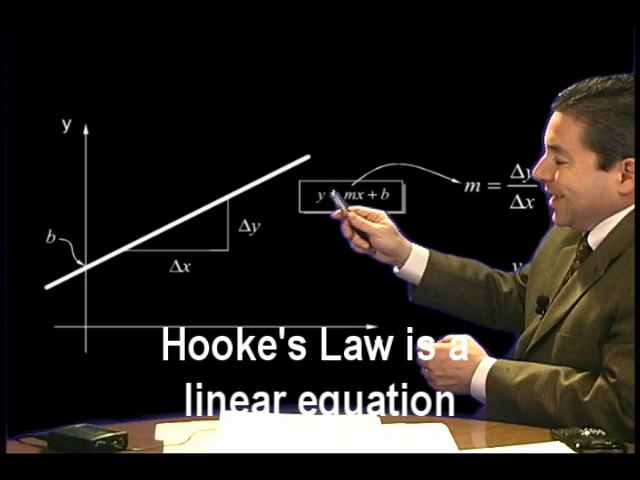 y
b
Δy
Δx
y = mx + b
m = Δy
Δx
Hooke's Law is a
linear equation